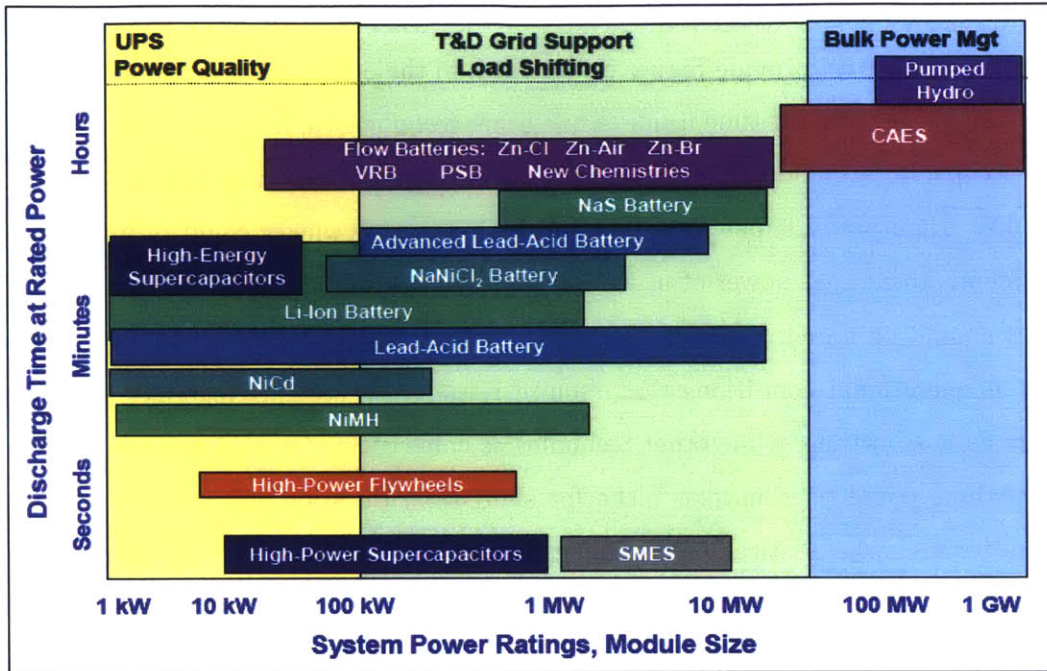 UPS
Power Quality
T&D Grid Support
Load Shifting
Bulk Power Mgt
Pumped
Hydro
CAES
Flow Batteries: Zn-Cl Zn-Air Zn-Br
VRB PSB New Chemistries
NaS Battery
Advanced Lead-Acid Battery
High-Energy
Supercapacitors
NaNiCl₂ Battery
Li-Ion Battery
Lead-Acid Battery
NiCd
NiMH
High-Power Flywheels
High-Power Supercapacitors
SMES
Discharge Time at Rated Power
Hours
Minutes
Seconds
1 kW 10 kW 100 kW 1 MW 10 MW 100 MW 1 GW
System Power Ratings, Module Size